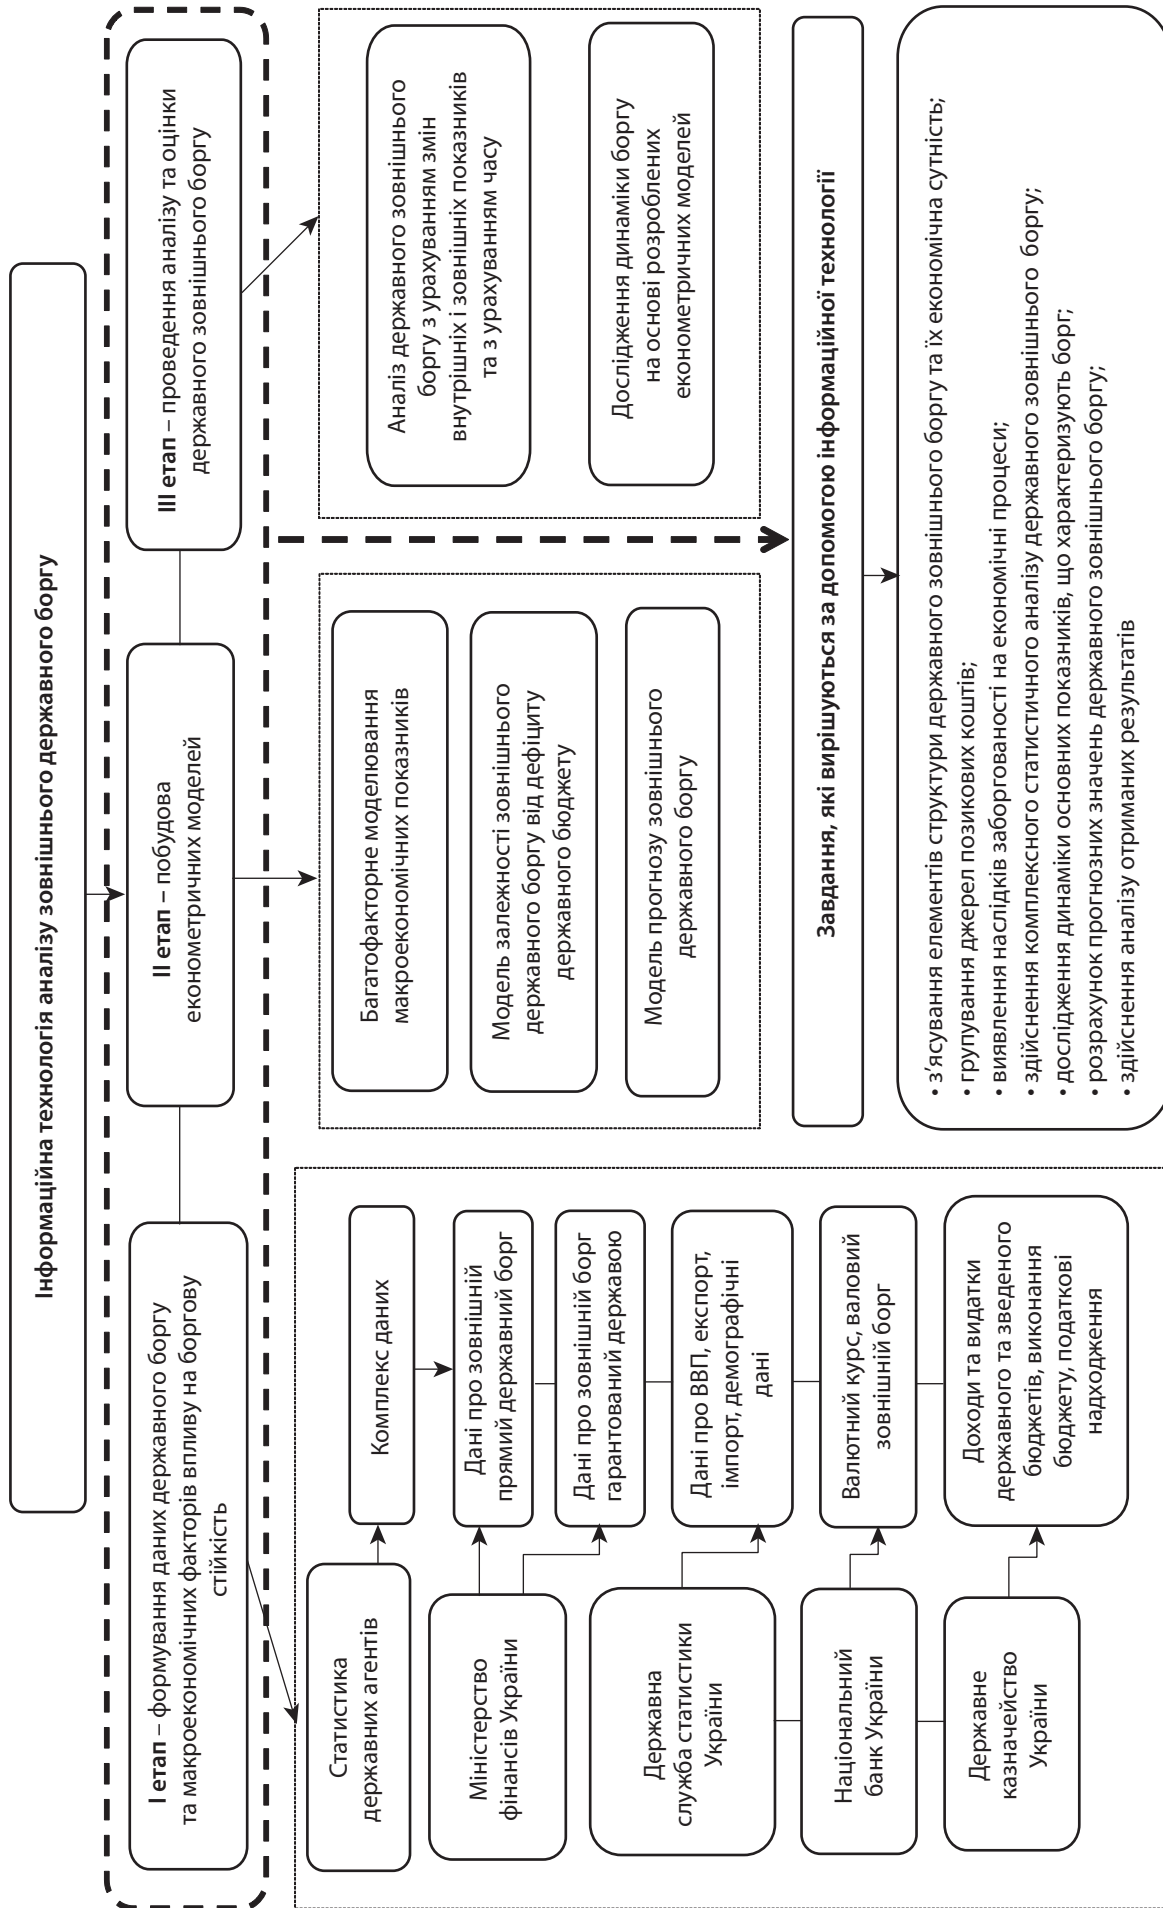 Інформаційна технологія аналізу зовнішнього державного боргу
І етап – формування даних державного боргу
та макроекономічних факторів впливу на боргову
стійкість
ІІ етап – побудова
економетричних моделей
ІІІ етап – проведення аналізу та оцінки
державного зовнішнього боргу
Статистика
державних агентів
Комплекс даних
Міністерство
фінансів України
Дані про зовнішній
прямий державний борг
Дані про зовнішній борг
гарантований державою
Державна
служба статистики
України
Дані про ВВП, експорт,
імпорт, демографічні
дані
Національний
банк України
Валютний курс, валовий
зовнішній борг
Державне
казначейство
України
Доходи та видатки
державного та зведеного
бюджетів, виконання
бюджету, податкові
надходження
Багатофакторне моделювання
макроекономічних показників
Модель залежності зовнішнього
державного боргу від дефіциту
державного бюджету
Модель прогнозу зовнішнього
державного боргу
Аналіз державного зовнішнього
боргу з урахуванням змін
внутрішніх і зовнішніх показників
та з урахуванням часу
Дослідження динаміки боргу
на основі розроблених
економетричних моделей
Завдання, які вирішуються за допомогою інформаційної технології
• з’ясування елементів структури державного зовнішнього боргу та їх економічна сутність;
• групування джерел позикових коштів;
• виявлення наслідків заборгованості на економічні процеси;
• здійснення комплексного статистичного аналізу державного зовнішнього боргу;
• дослідження динаміки основних показників, що характеризують борг;
• розрахунок прогнозних значень державного зовнішнього боргу;
• здійснення аналізу отриманих результатів